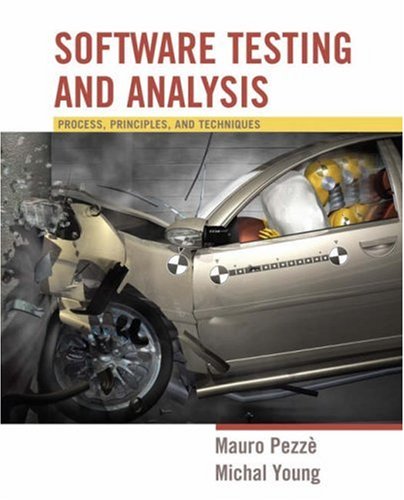 SOFTWARE TESTING
AND ANALYSIS
PROCESS, PRINCIPLES, AND TECHNIQUES
Mauro Pezzè
Michal Young